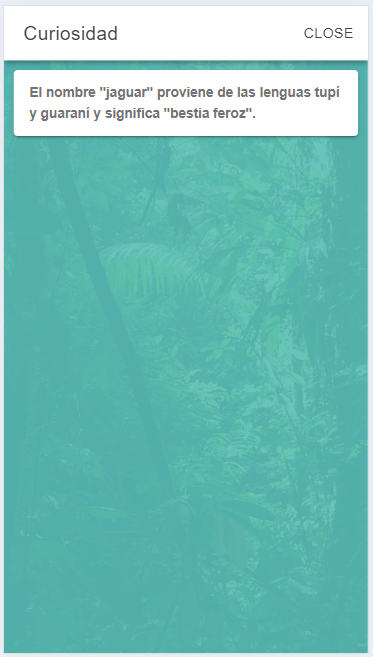 Curiosidad
CLOSE
El nombre "jaguar" proviene de las lenguas tupí
y guaraní y significa "bestia feroz".